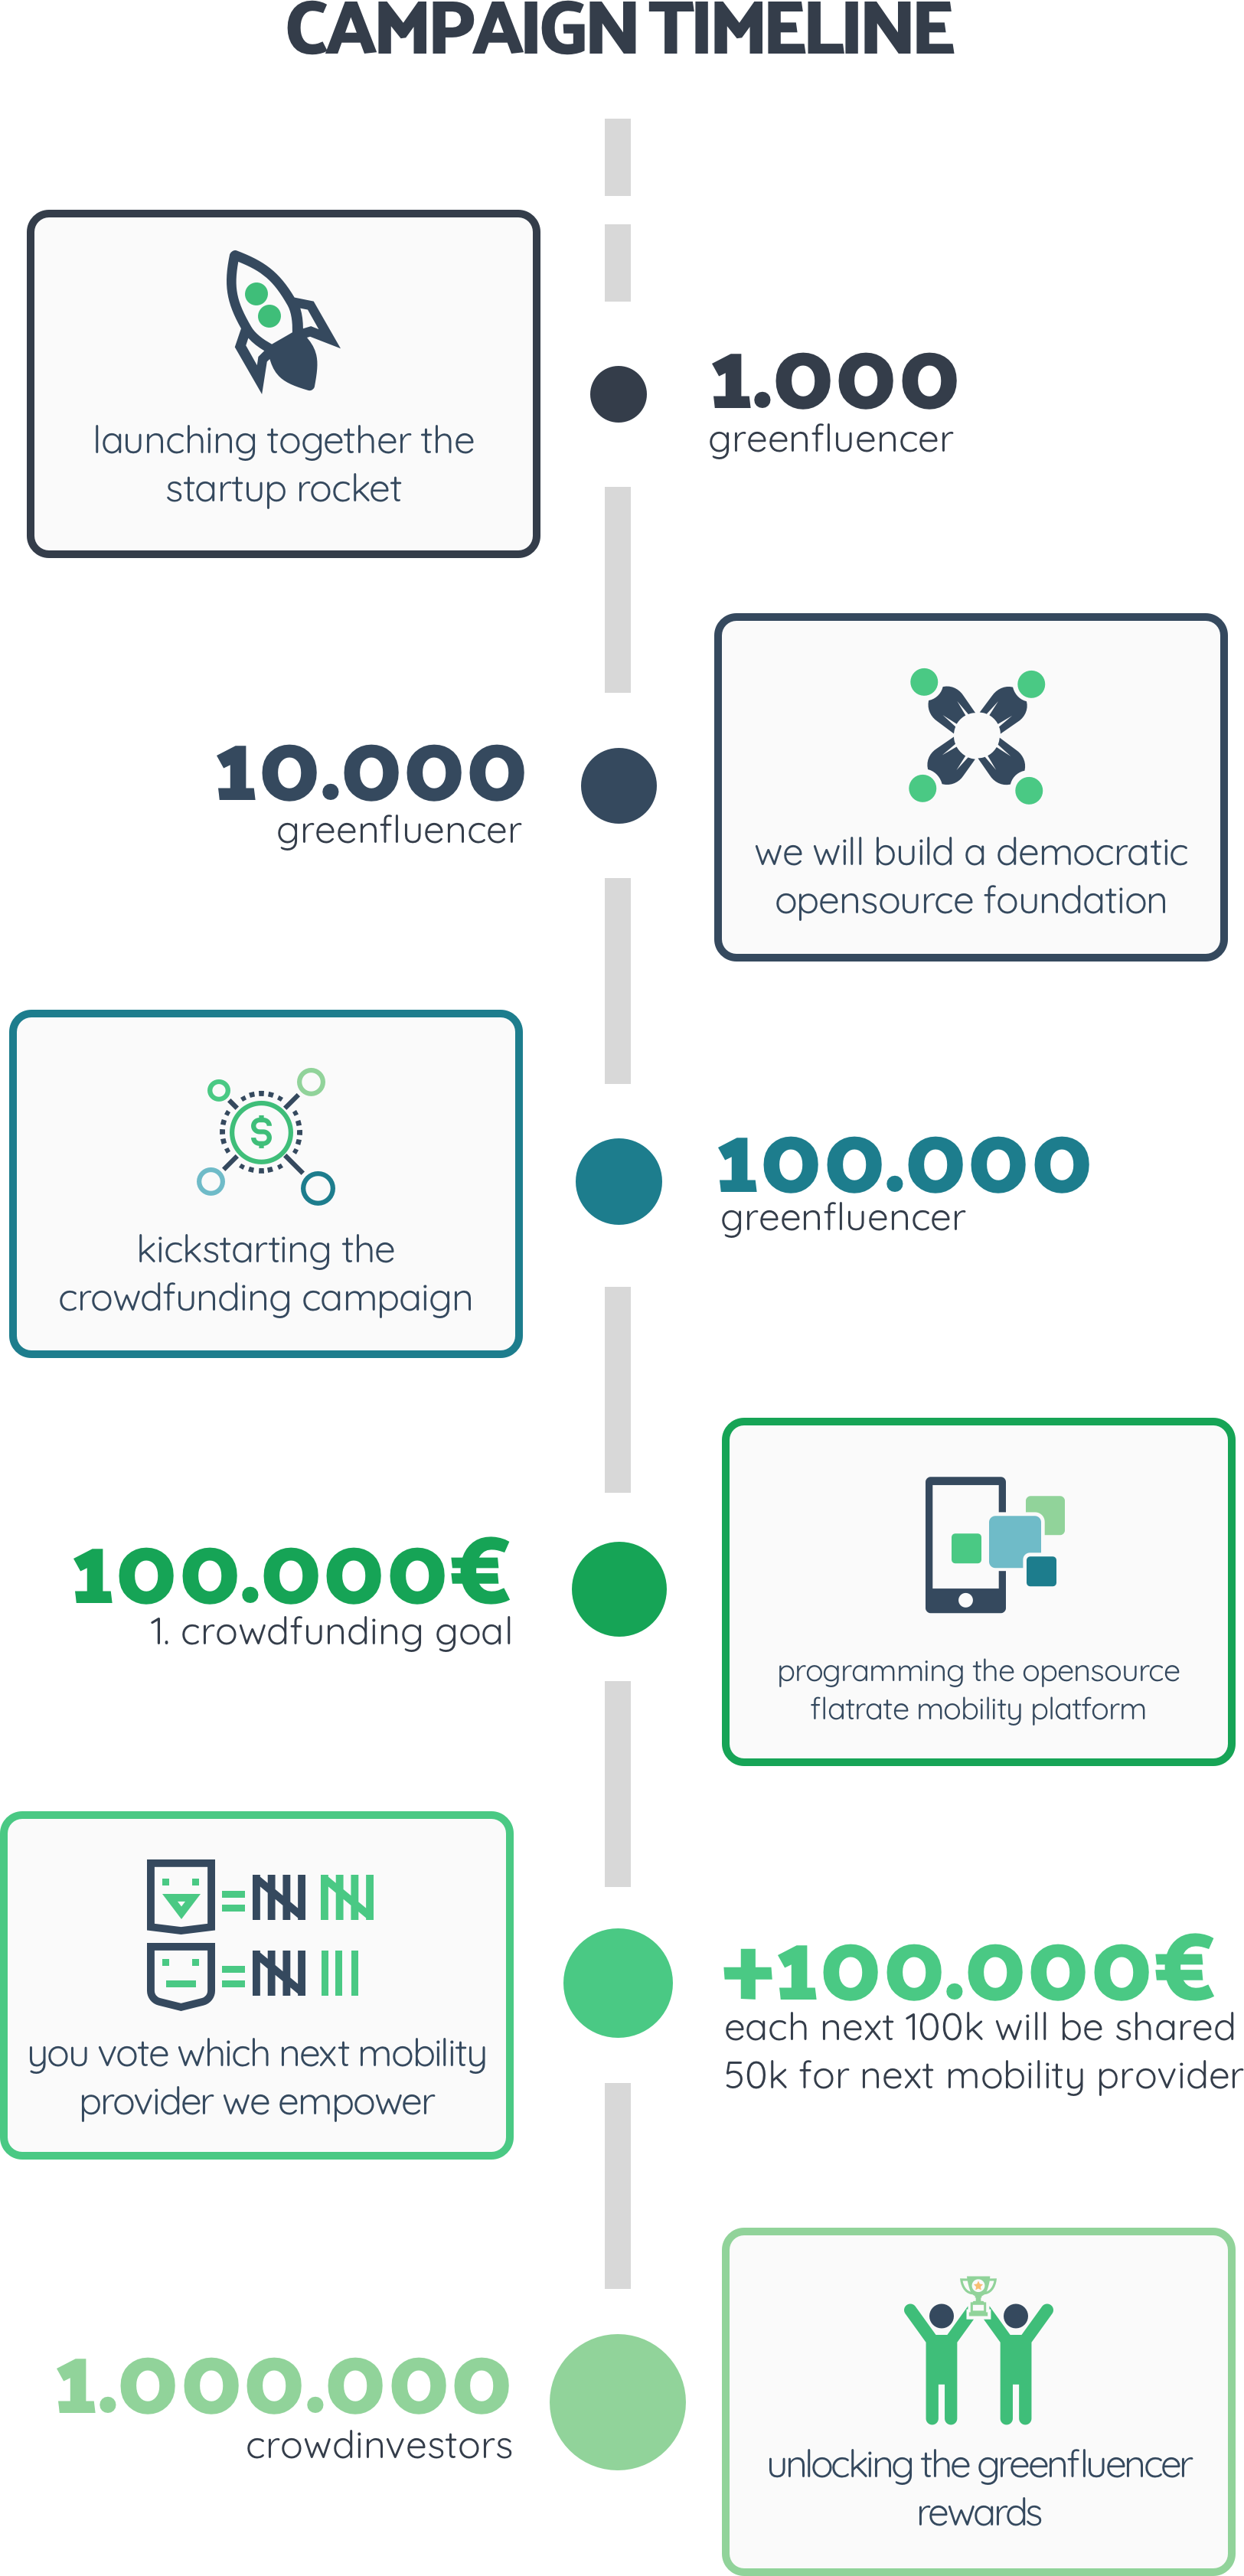 CAMPAIGN TIMELINE
launching together the
startup rocket
1.000
greenfluencer
10.000
greenfluencer
we will build a democratic
opensource foundation
$
kickstarting the
crowdfunding campaign
100.000
greenfluencer
100.000€
1. crowdfunding goal
programming the opensource
flatrate mobility platform
you vote which next mobility
provider we empower
+100.000€
each next 100k will be shared
50k for next mobility provider
1.000.000
crowdinvestors
unlocking the greenfluencer
rewards